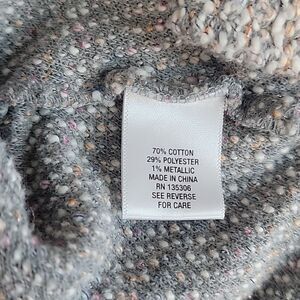 70% COTTON
29% POLYESTER
1% METALLIC
MADE IN CHINA
RN 135306
SEE REVERSE
FOR CARE